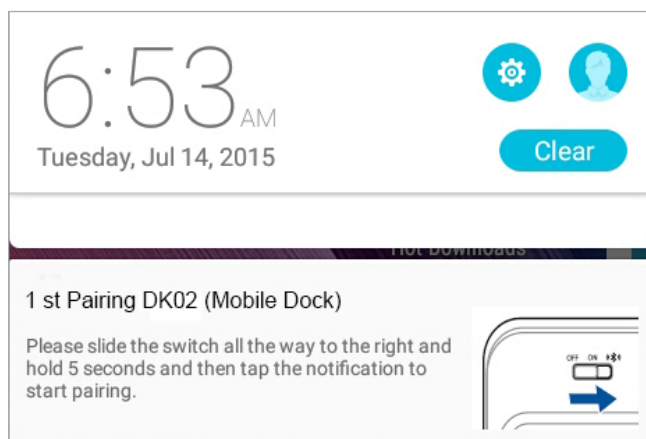 6:53 AM
Tuesday, Jul 14, 2015
Clear
Hot Downloads
1 st Pairing DK02 (Mobile Dock)
Please slide the switch all the way to the right and
hold 5 seconds and then tap the notification to
start pairing.
OFF ON